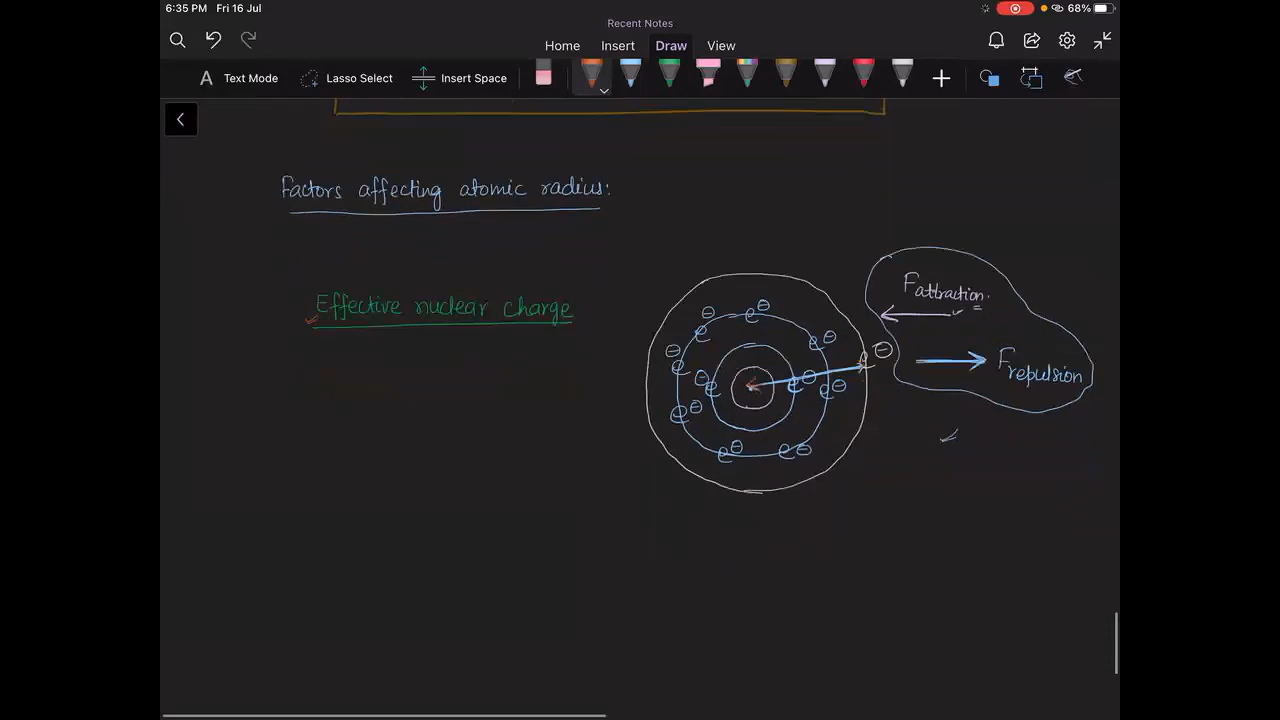 6:35 PM Fri 16 Jul
68%
Recent Notes
Home Insert Draw View
Text Mode Lasso Select Insert Space
Factors affecting atomic radius:
Effective nuclear charge
Fattraction.
Frepulsion
e⊖ e⊖ e⊖ e⊖ e⊖ e⊖ e⊖ e⊖ e⊖ e⊖ e⊖